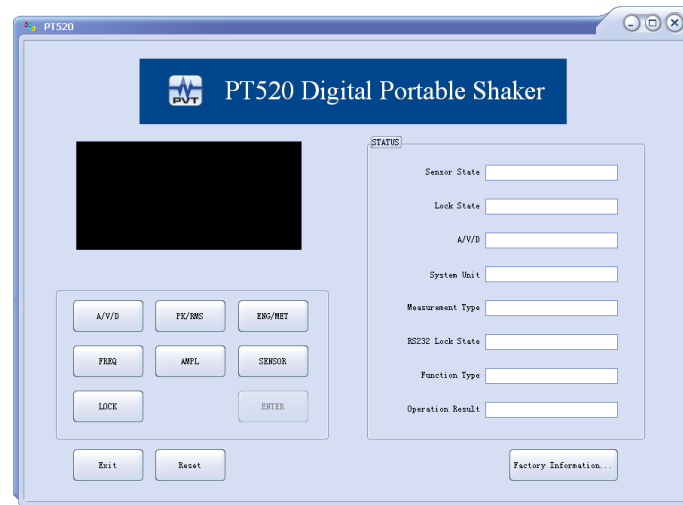 PT520
PVT
PT520 Digital Portable Shaker
STATUS
Sensor State
Lock State
A/V/D
System Unit
Measurement Type
RS232 Lock State
Function Type
Operation Result
A/V/D PK/RMS ENG/MET
FREQ AMPL SENSOR
LOCK ENTER
Exit Reset
Factory Information...